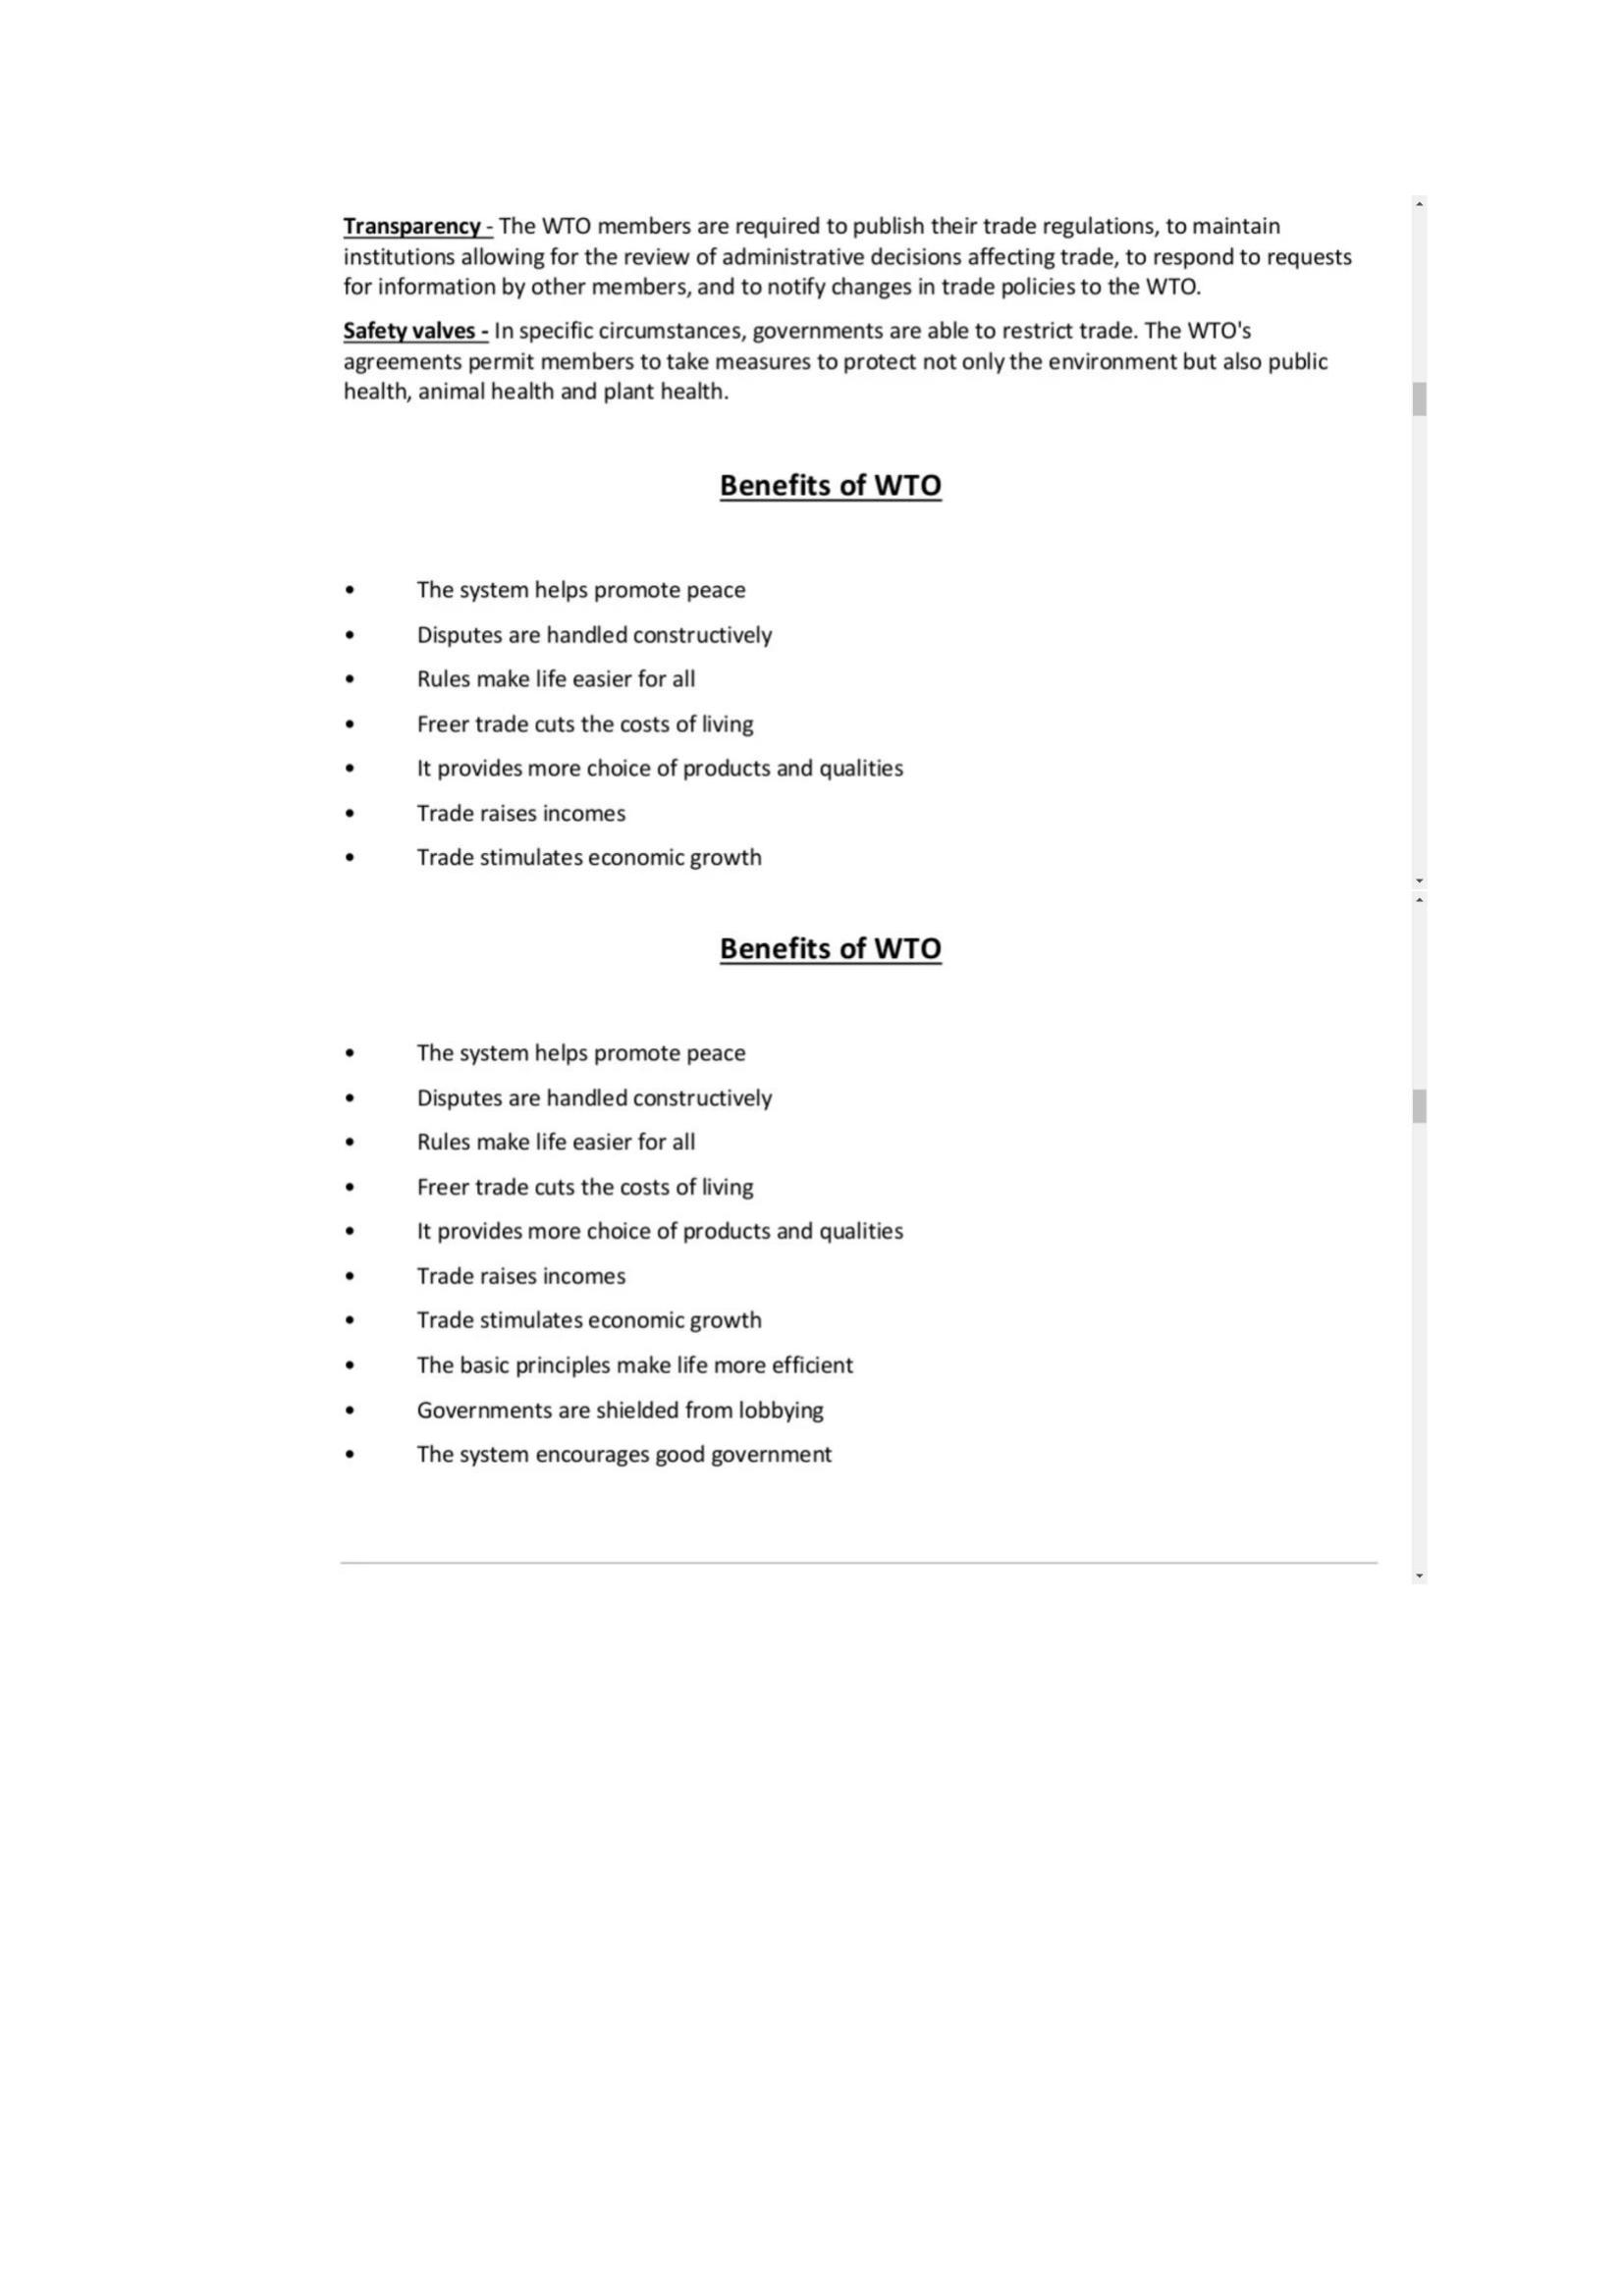 Transparency - The WTO members are required to publish their trade regulations, to maintain
institutions allowing for the review of administrative decisions affecting trade, to respond to requests
for information by other members, and to notify changes in trade policies to the WTO.
Safety valves - In specific circumstances, governments are able to restrict trade. The WTO's
agreements permit members to take measures to protect not only the environment but also public
health, animal health and plant health.
Benefits of WTO
• The system helps promote peace
• Disputes are handled constructively
• Rules make life easier for all
• Freer trade cuts the costs of living
• It provides more choice of products and qualities
• Trade raises incomes
• Trade stimulates economic growth
Benefits of WTO
• The system helps promote peace
• Disputes are handled constructively
• Rules make life easier for all
• Freer trade cuts the costs of living
• It provides more choice of products and qualities
• Trade raises incomes
• Trade stimulates economic growth
• The basic principles make life more efficient
• Governments are shielded from lobbying
• The system encourages good government